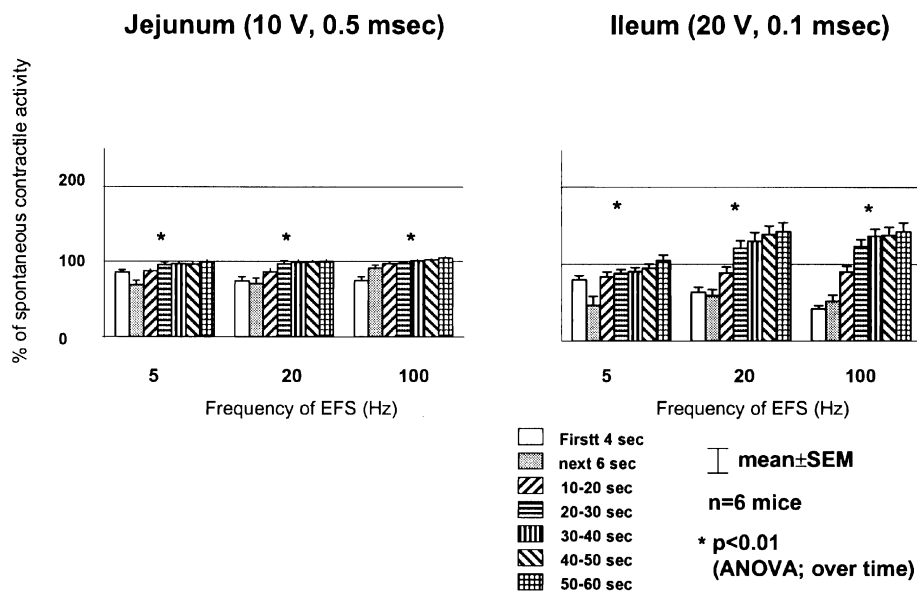 Jejunum (10 V, 0.5 msec)
Ileum (20 V, 0.1 msec)
% of spontaneous contractile activity
200
100
0
*
*
*
*
*
*
5
20
100
5
20
100
Frequency of EFS (Hz)
Frequency of EFS (Hz)
Firstt 4 sec
next 6 sec
10-20 sec
20-30 sec
30-40 sec
40-50 sec
50-60 sec
mean±SEM
n=6 mice
* p<0.01
(ANOVA; over time)